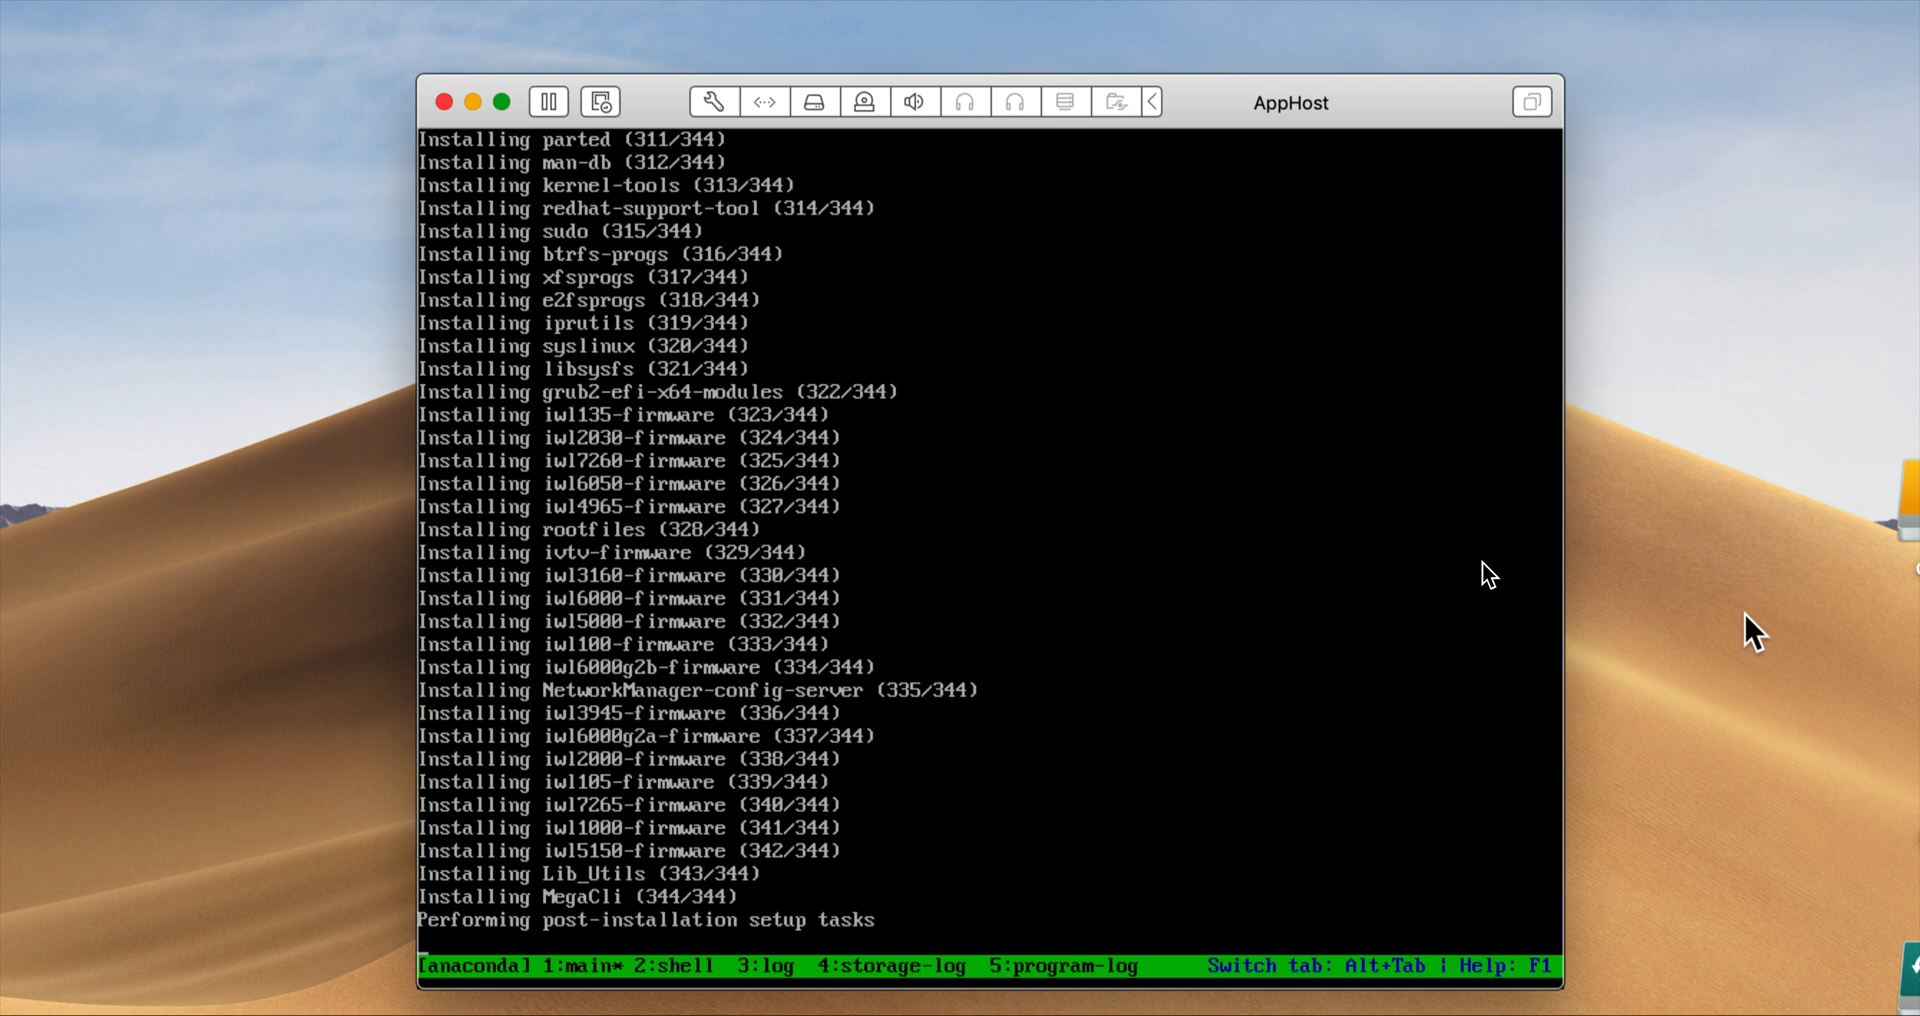 AppHost
Installing parted (311/344)
Installing man-db (312/344)
Installing kernel-tools (313/344)
Installing redhat-support-tool (314/344)
Installing sudo (315/344)
Installing btrfs-progs (316/344)
Installing xfsprogs (317/344)
Installing e2fsprogs (318/344)
Installing iprutils (319/344)
Installing syslinux (320/344)
Installing libsysfs (321/344)
Installing grub2-efi-x64-modules (322/344)
Installing iwl135-firmware (323/344)
Installing iwl2030-firmware (324/344)
Installing iwl7260-firmware (325/344)
Installing iwl6050-firmware (326/344)
Installing iwl4965-firmware (327/344)
Installing rootfiles (328/344)
Installing ivtv-firmware (329/344)
Installing iwl3160-firmware (330/344)
Installing iwl6000-firmware (331/344)
Installing iwl5000-firmware (332/344)
Installing iwl100-firmware (333/344)
Installing iwl6000g2b-firmware (334/344)
Installing NetworkManager-config-server (335/344)
Installing iwl3945-firmware (336/344)
Installing iwl6000g2a-firmware (337/344)
Installing iwl2000-firmware (338/344)
Installing iwl105-firmware (339/344)
Installing iwl7265-firmware (340/344)
Installing iwl1000-firmware (341/344)
Installing iwl5150-firmware (342/344)
Installing Lib_Utils (343/344)
Installing MegaCli (344/344)
Performing post-installation setup tasks
[anaconda] 1:main* 2:shell  3:log  4:storage-log  5:program-log      Switch tab: Alt+Tab | Help: F1